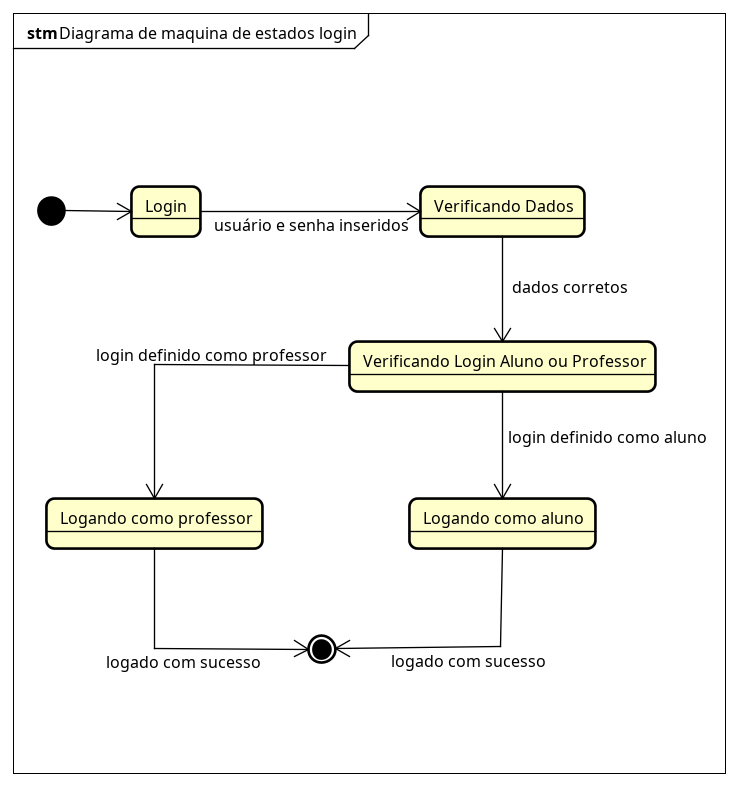 stm Diagrama de maquina de estados login
Login
Verificando Dados
usuário e senha inseridos
dados corretos
login definido como professor
Verificando Login Aluno ou Professor
login definido como aluno
Logando como professor
Logando como aluno
logado com sucesso
logado com sucesso